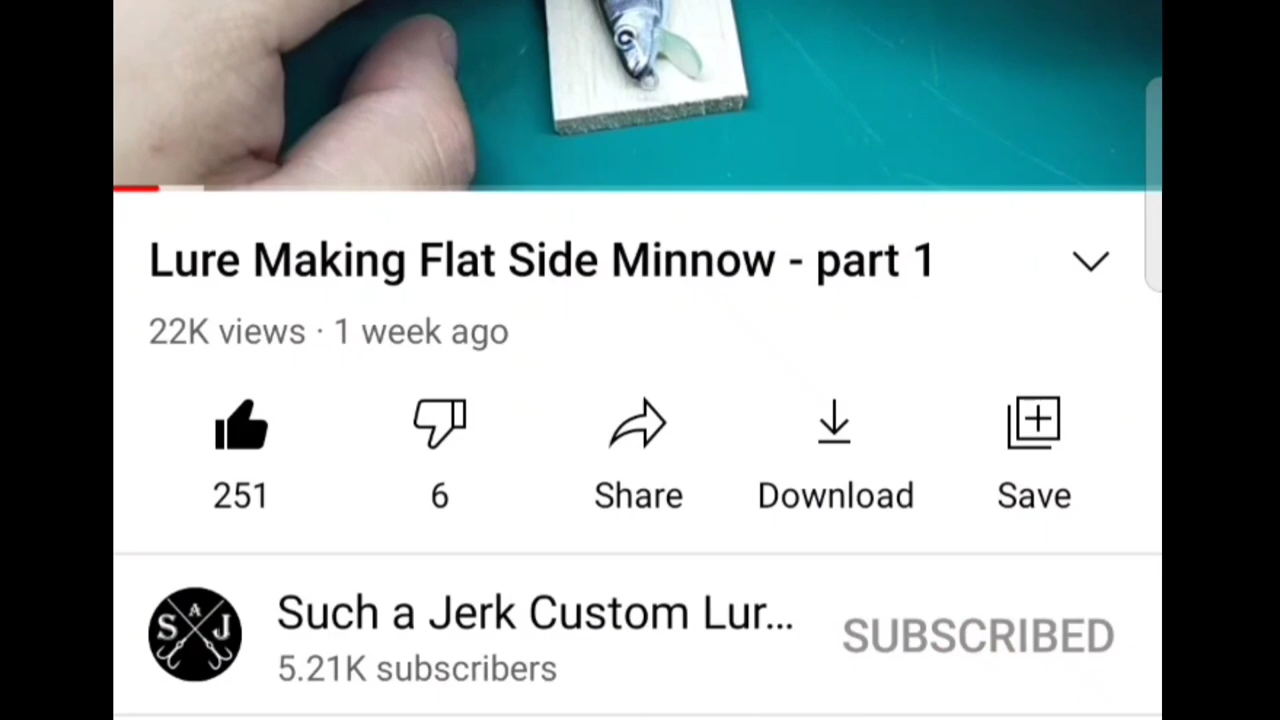 Lure Making Flat Side Minnow - part 1
22K views · 1 week ago
251
6
Share
Download
Save
S A J
Such a Jerk Custom Lur...
5.21K subscribers
SUBSCRIBED